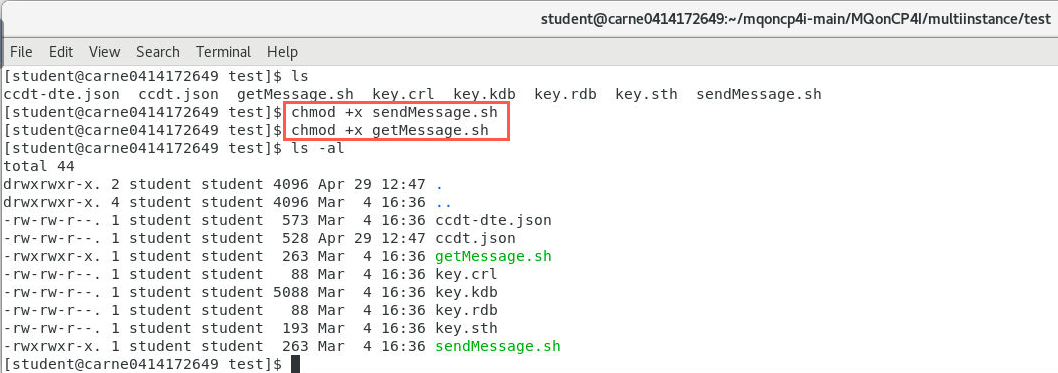 student@carne0414172649:~/mqoncp4i-main/MQonCP4I/multiinstance/test
File Edit View Search Terminal Help
[student@carne0414172649 test]$ ls
ccdt-dte.json  ccdt.json  getMessage.sh  key.crl  key.kdb  key.rdb  key.sth  sendMessage.sh
[student@carne0414172649 test]$ chmod +x sendMessage.sh
[student@carne0414172649 test]$ chmod +x getMessage.sh
[student@carne0414172649 test]$ ls -al
total 44
drwxrwxr-x. 2 student student 4096 Apr 29 12:47 .
drwxrwxr-x. 4 student student 4096 Mar  4 16:36 ..
-rw-rw-r--. 1 student student  573 Mar  4 16:36 ccdt-dte.json
-rw-rw-r--. 1 student student  528 Apr 29 12:47 ccdt.json
-rwxrwxr-x. 1 student student  263 Mar  4 16:36 getMessage.sh
-rw-rw-r--. 1 student student   88 Mar  4 16:36 key.crl
-rw-rw-r--. 1 student student 5088 Mar  4 16:36 key.kdb
-rw-rw-r--. 1 student student   88 Mar  4 16:36 key.rdb
-rw-rw-r--. 1 student student  193 Mar  4 16:36 key.sth
-rwxrwxr-x. 1 student student  263 Mar  4 16:36 sendMessage.sh
[student@carne0414172649 test]$